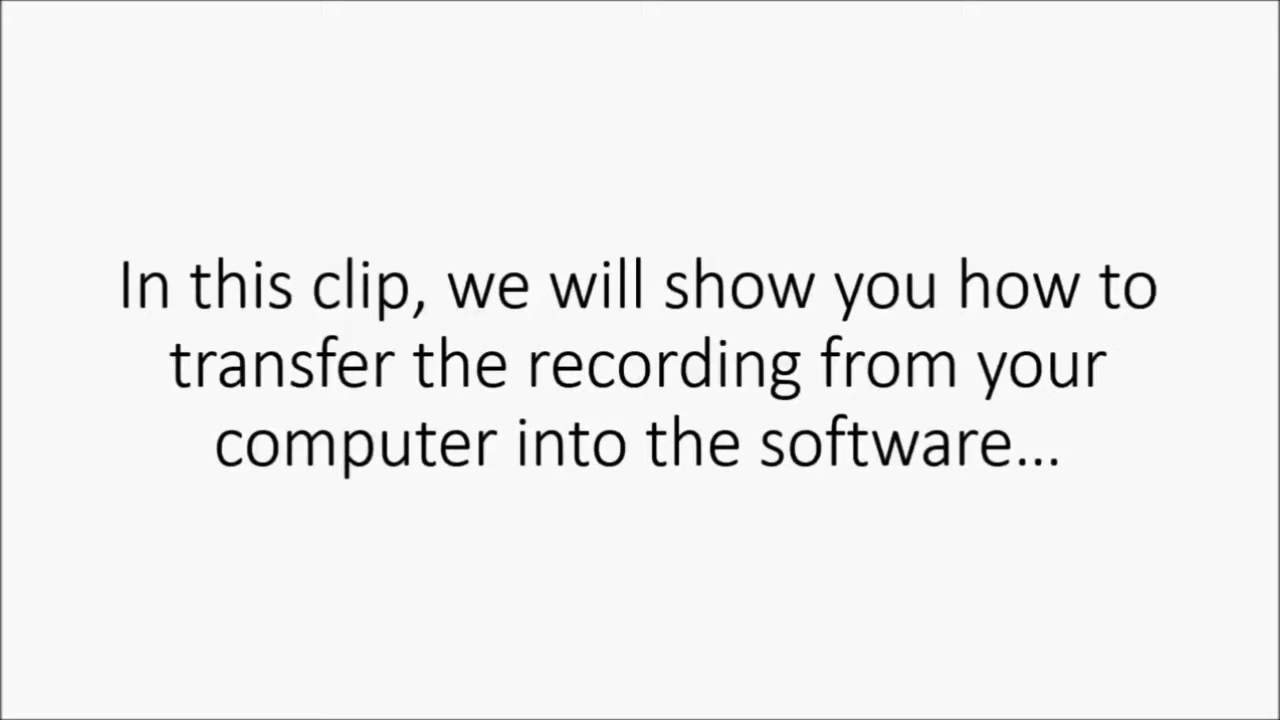 In this clip, we will show you how to
transfer the recording from your
computer into the software...